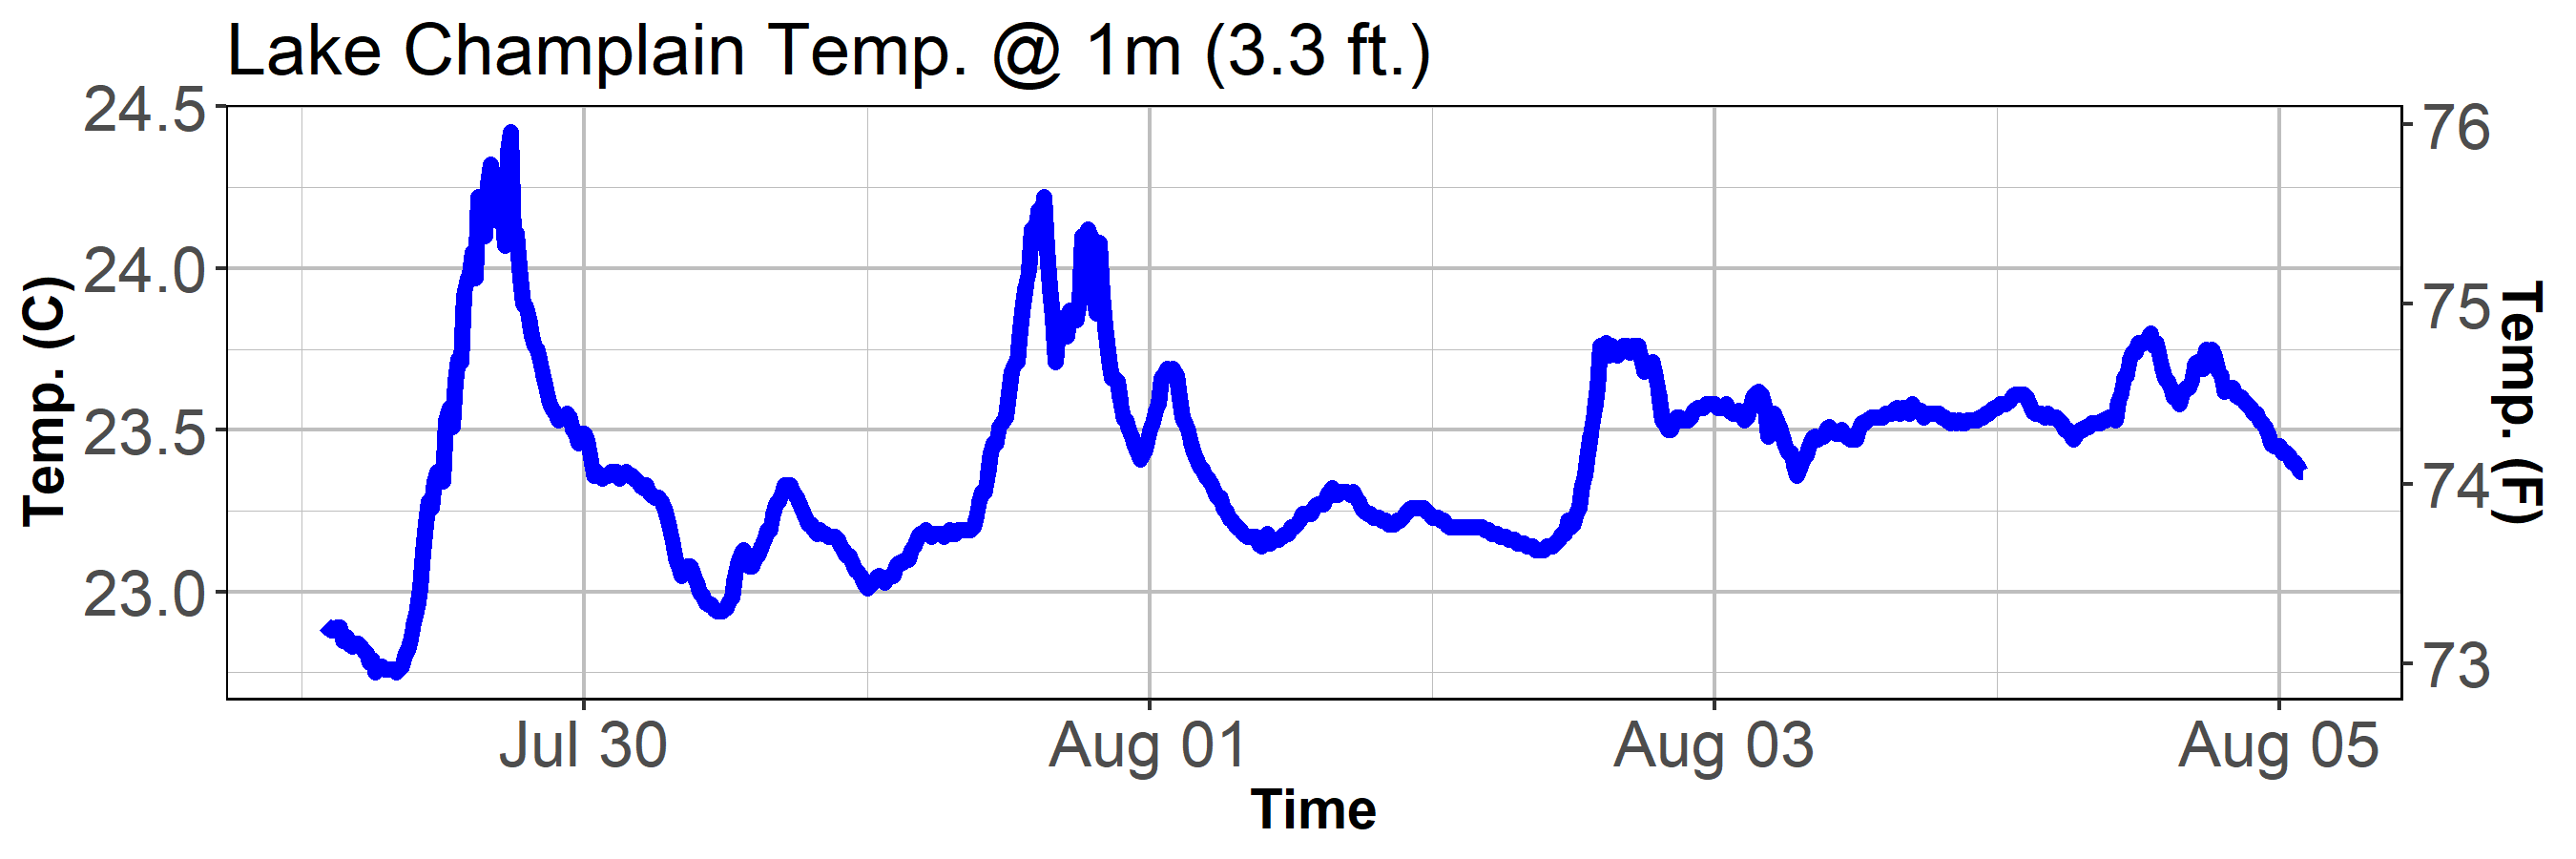 Lake Champlain Temp. @ 1m (3.3 ft.)
24.5
24.0
23.5
23.0
Temp. (C)
76
75
74
73
Temp. (F)
Jul 30
Aug 01
Aug 03
Aug 05
Time